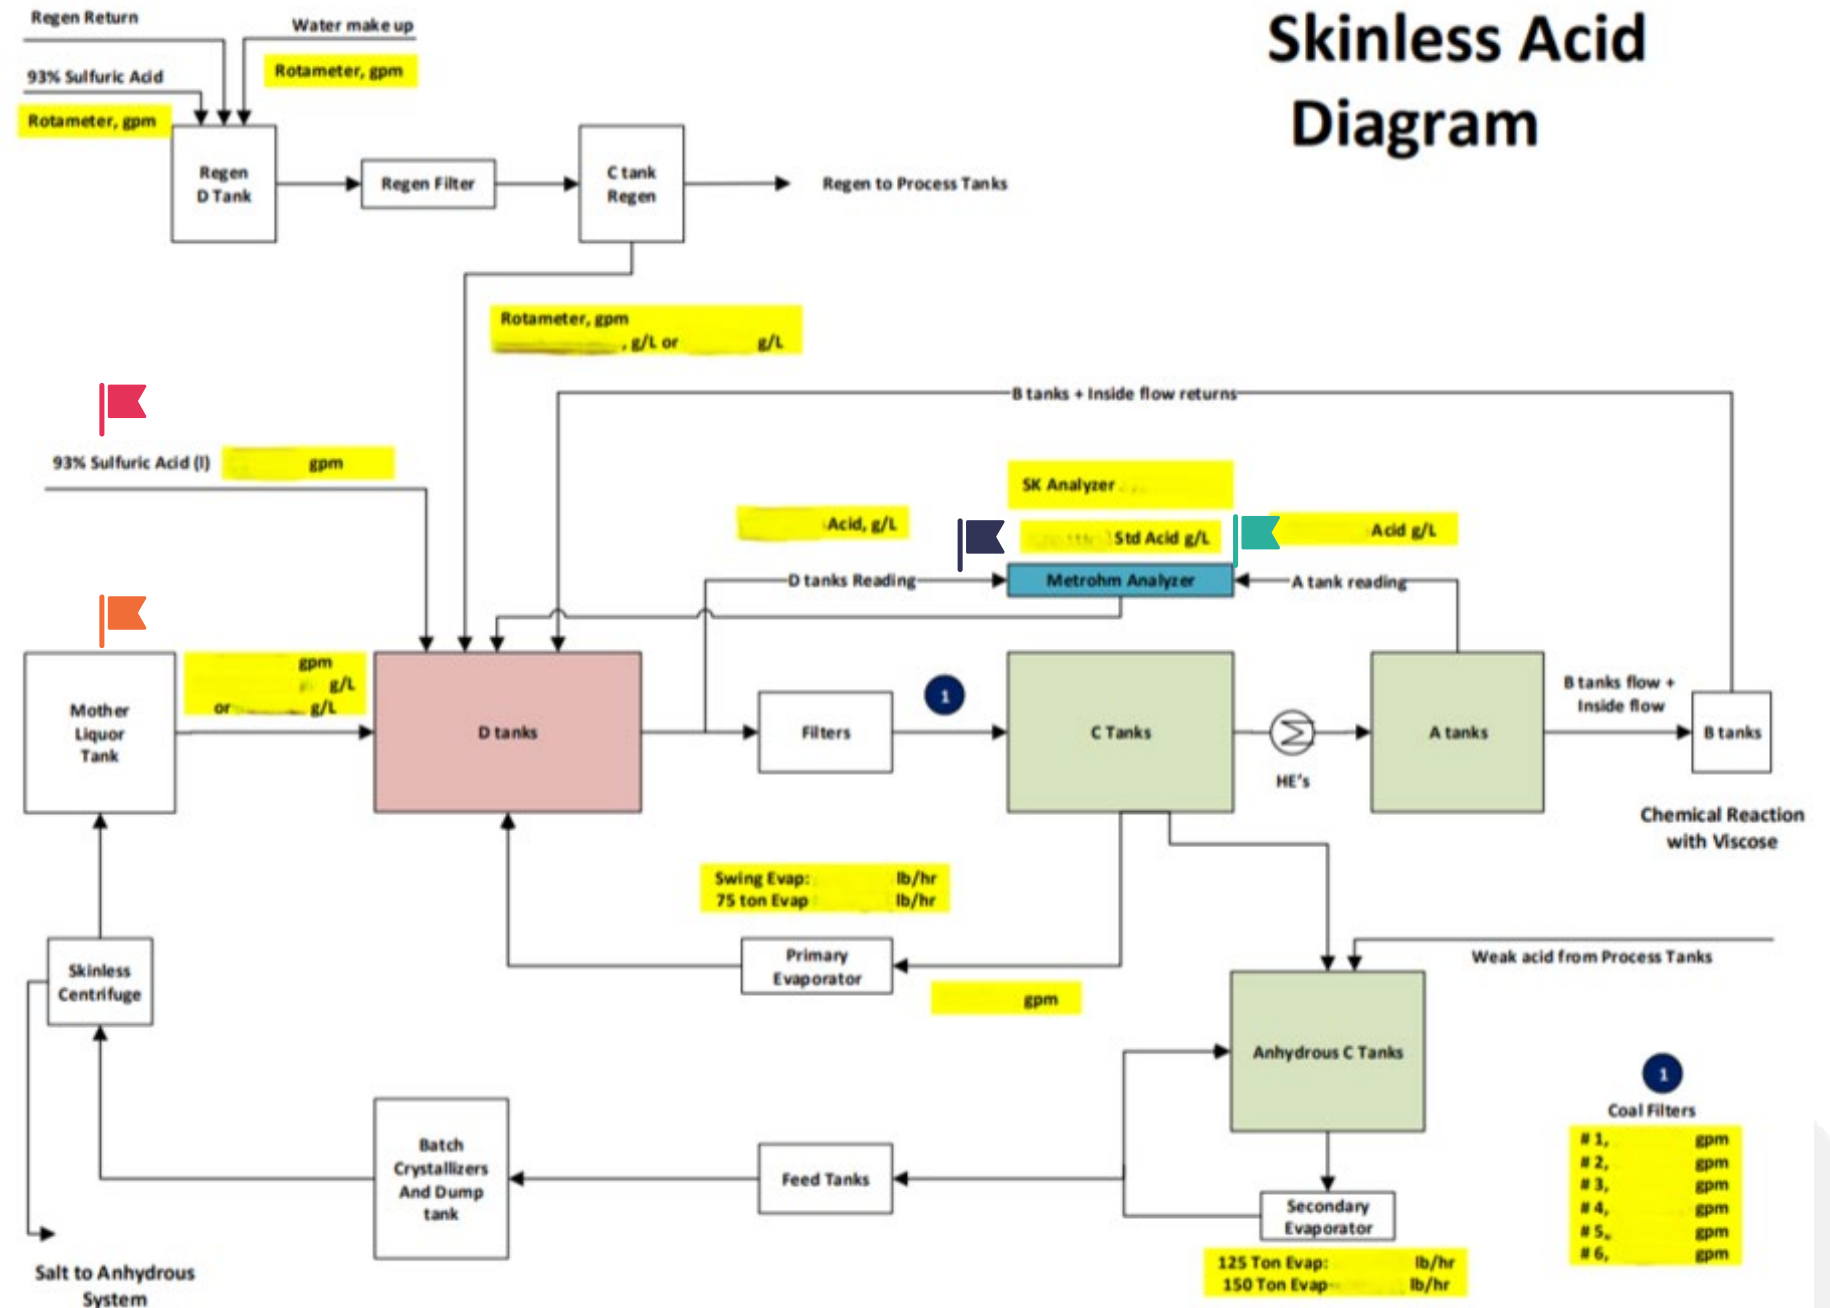 Skinless Acid
Diagram
Regen Return
Water make up
Rotameter, gpm
93% Sulfuric Acid
Rotameter, gpm
Regen
D Tank
Regen Filter
C tank
Regen
Regen to Process Tanks
Rotameter, gpm
, g/L or g/L
B tanks + Inside flow returns
93% Sulfuric Acid (l) gpm
SK Analyzer
Acid, g/L
Std Acid g/L
Acid g/L
D tanks Reading
Metrohm Analyzer
A tank reading
gpm
g/L
or g/L
Mother
Liquor
Tank
D tanks
Filters
1
C Tanks
HE's
A tanks
B tanks flow +
Inside flow
B tanks
Chemical Reaction
with Viscose
Swing Evap: lb/hr
75 ton Evap lb/hr
Primary
Evaporator
gpm
Skinless
Centrifuge
Weak acid from Process Tanks
Anhydrous C Tanks
Batch
Crystallizers
And Dump
tank
Feed Tanks
Secondary
Evaporator
125 Ton Evap: lb/hr
150 Ton Evap lb/hr
Salt to Anhydrous
System
1
Coal Filters
# 1, gpm
# 2, gpm
# 3, gpm
# 4, gpm
# 5, gpm
# 6, gpm